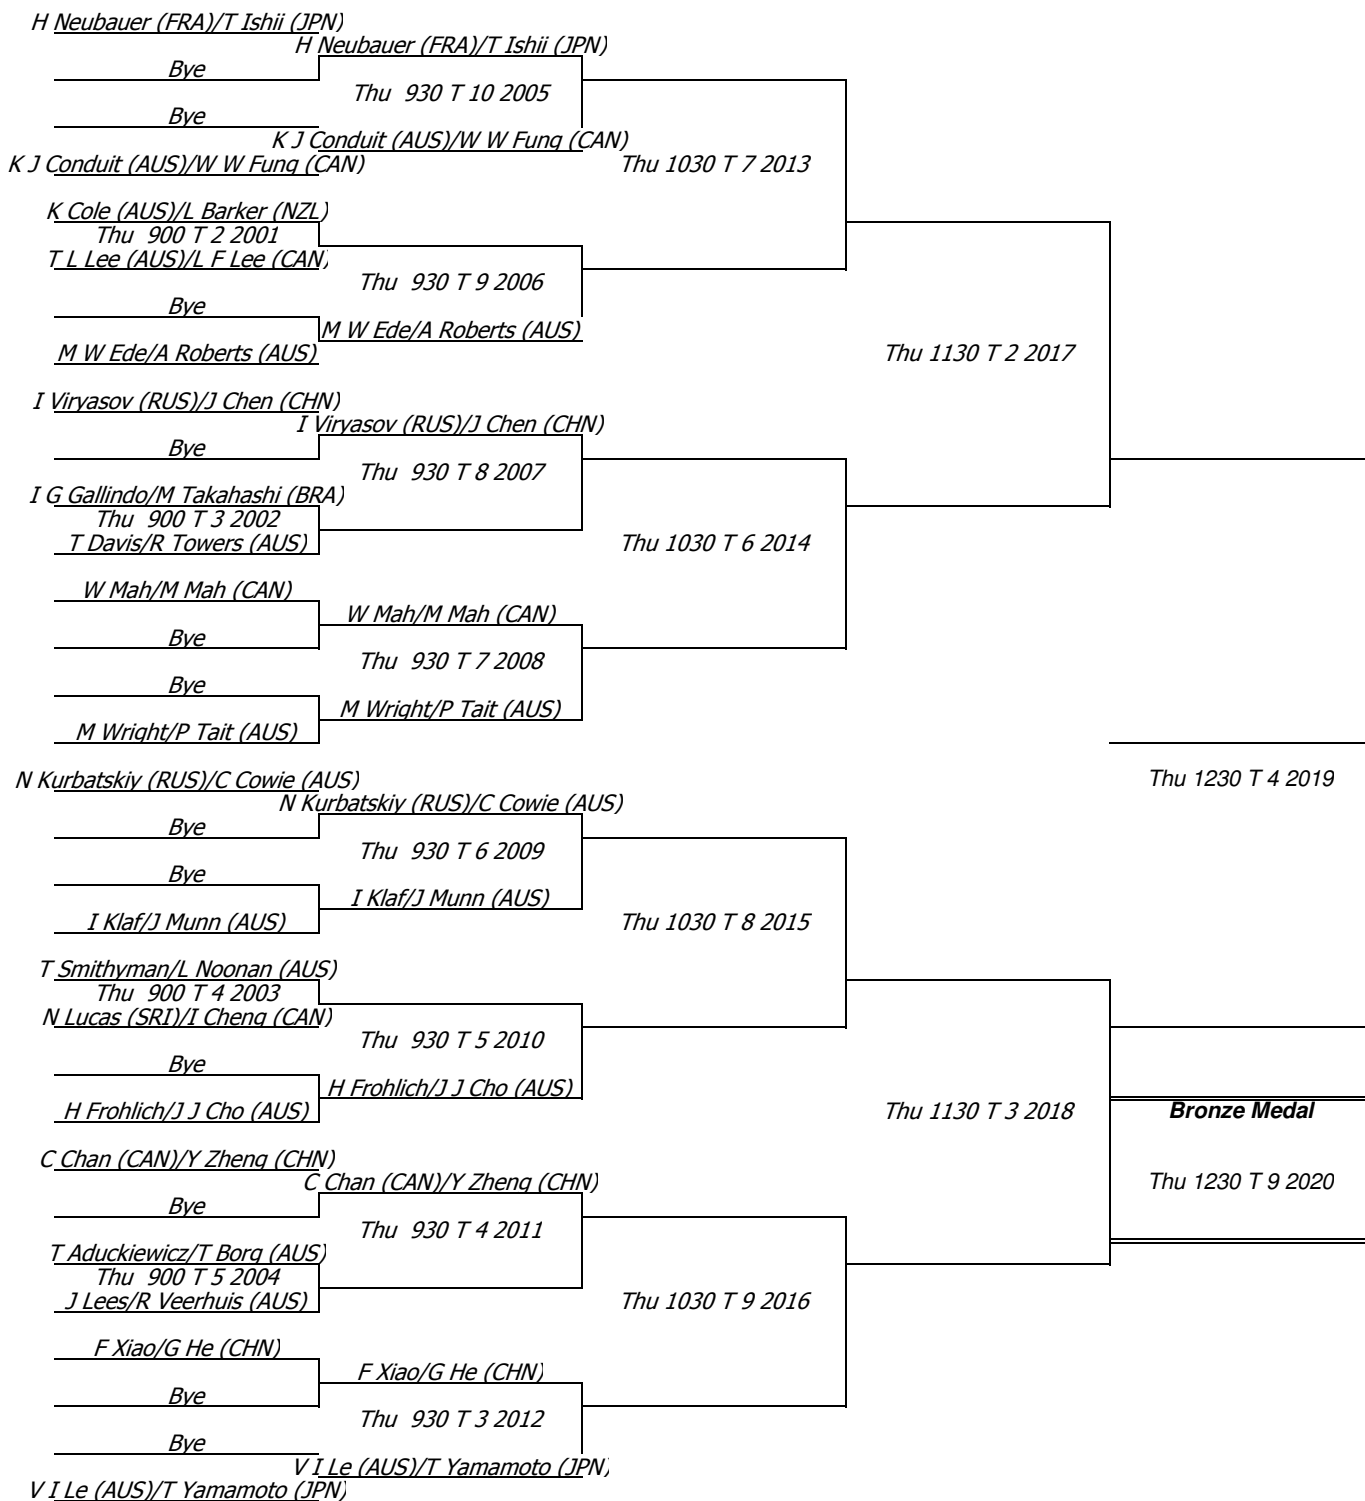 H Neubauer (FRA)/T Ishii (JPN)
H Neubauer (FRA)/T Ishii (JPN)
Bye
Thu 930 T 10 2005
Bye
K J Conduit (AUS)/W W Fung (CAN)
K J Conduit (AUS)/W W Fung (CAN)
Thu 1030 T 7 2013
K Cole (AUS)/L Barker (NZL)
Thu 900 T 2 2001
T L Lee (AUS)/L F Lee (CAN)
Thu 930 T 9 2006
Bye
M W Ede/A Roberts (AUS)
M W Ede/A Roberts (AUS)
Thu 1130 T 2 2017
I Viryasov (RUS)/J Chen (CHN)
I Viryasov (RUS)/J Chen (CHN)
Bye
Thu 930 T 8 2007
I G Gallindo/M Takahashi (BRA)
Thu 900 T 3 2002
T Davis/R Towers (AUS)
Thu 1030 T 6 2014
W Mah/M Mah (CAN)
W Mah/M Mah (CAN)
Bye
Thu 930 T 7 2008
Bye
M Wright/P Tait (AUS)
M Wright/P Tait (AUS)
N Kurbatskiy (RUS)/C Cowie (AUS)
Thu 1230 T 4 2019
N Kurbatskiy (RUS)/C Cowie (AUS)
Bye
Thu 930 T 6 2009
Bye
I Klaf/J Munn (AUS)
I Klaf/J Munn (AUS)
Thu 1030 T 8 2015
T Smithyman/L Noonan (AUS)
Thu 900 T 4 2003
N Lucas (SRI)/I Cheng (CAN)
Thu 930 T 5 2010
Bye
H Frohlich/J J Cho (AUS)
H Frohlich/J J Cho (AUS)
Thu 1130 T 3 2018
Bronze Medal
C Chan (CAN)/Y Zheng (CHN)
C Chan (CAN)/Y Zheng (CHN)
Thu 1230 T 9 2020
Bye
Thu 930 T 4 2011
T Aduckiewicz/T Borg (AUS)
Thu 900 T 5 2004
J Lees/R Veerhuis (AUS)
Thu 1030 T 9 2016
F Xiao/G He (CHN)
F Xiao/G He (CHN)
Bye
Thu 930 T 3 2012
Bye
V I Le (AUS)/T Yamamoto (JPN)
V I Le (AUS)/T Yamamoto (JPN)